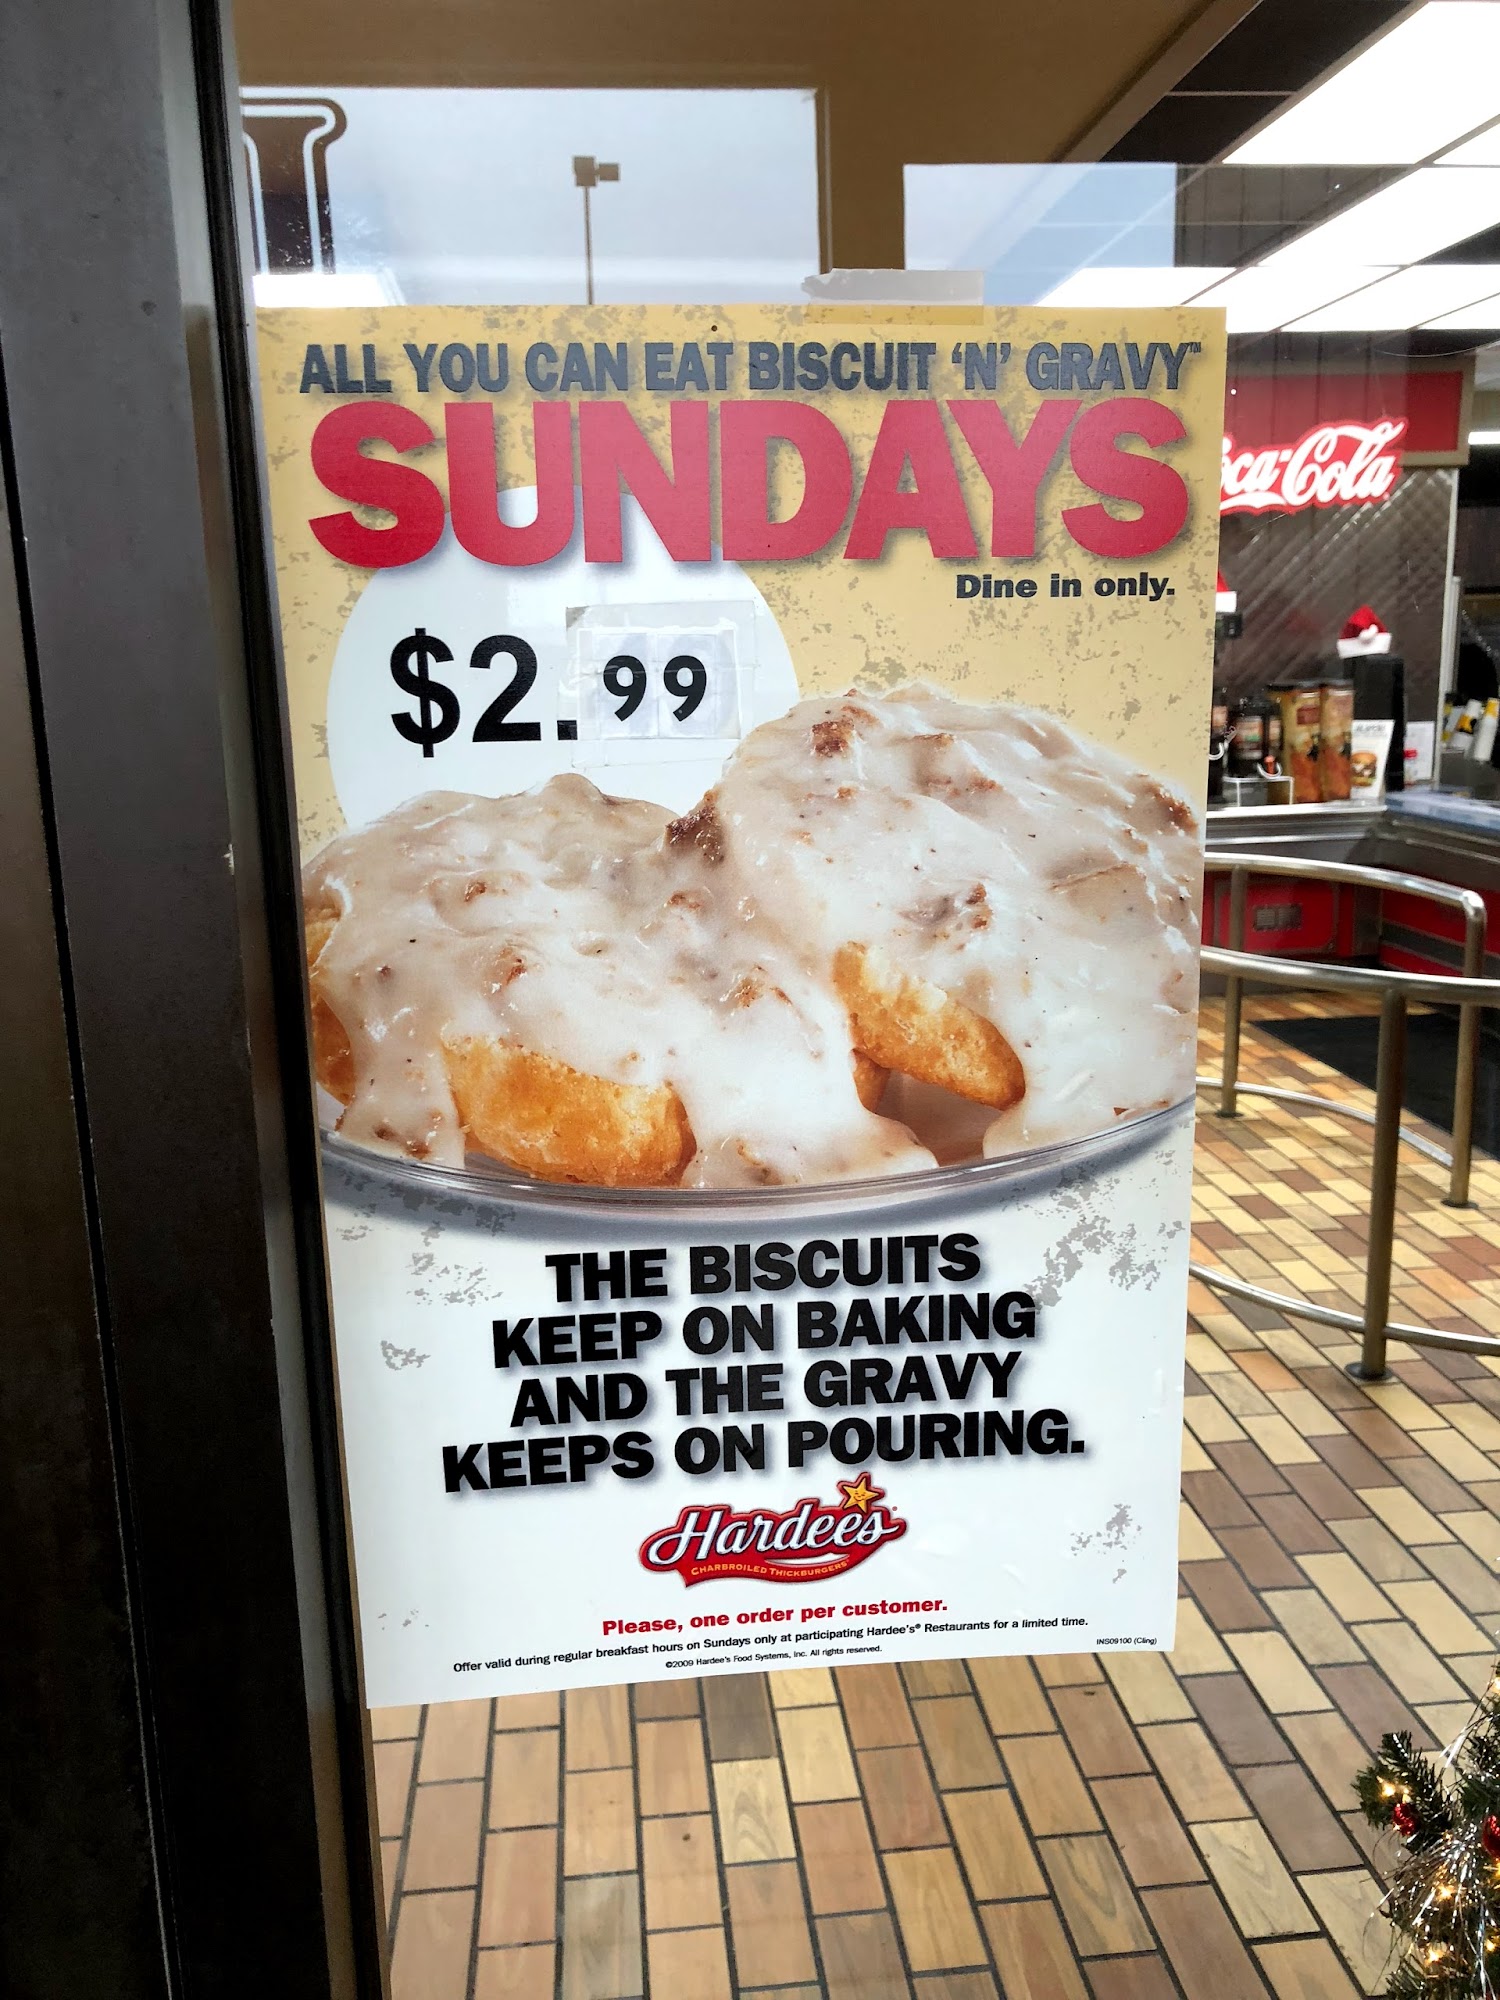 ALL YOU CAN EAT BISCUIT ‘N’ GRAVY™
SUNDAYS
Dine in only.
$2.99
THE BISCUITS
KEEP ON BAKING
AND THE GRAVY
KEEPS ON POURING.
Hardee's
CHARBROILED THICKBURGERS
Please, one order per customer.
Offer valid during regular breakfast hours on Sundays only at participating Hardee's® Restaurants for a limited time.
©2009 Hardee's Food Systems, Inc. All rights reserved.
INS09100 (Cling)
oca-Cola